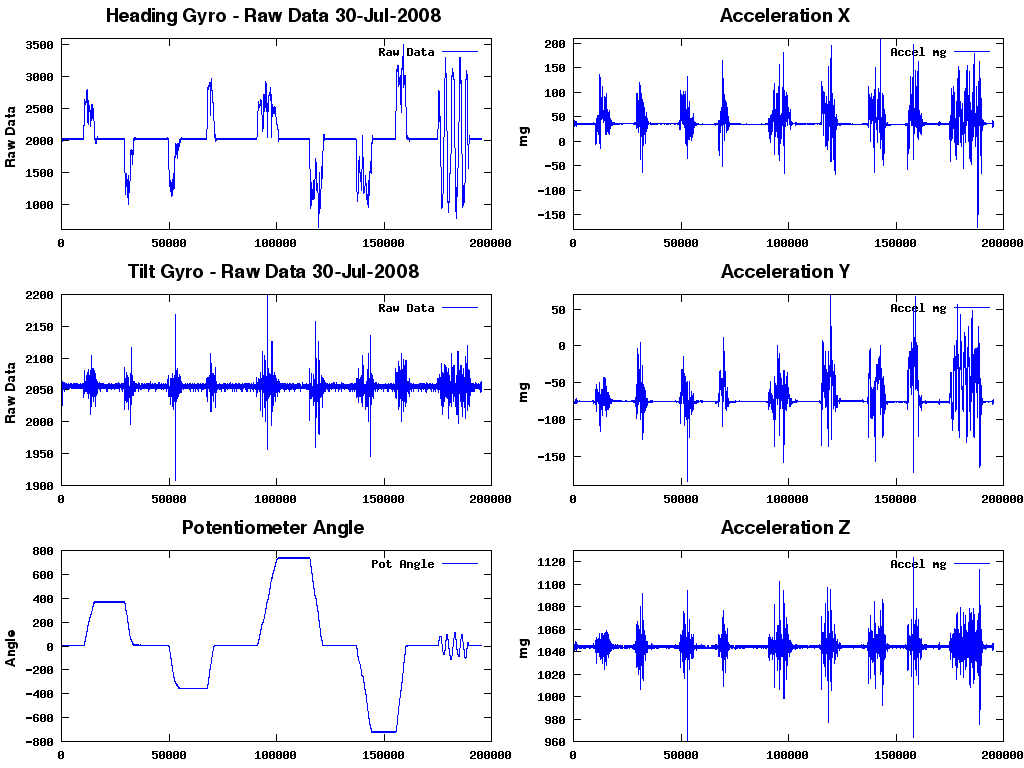 Heading Gyro - Raw Data 30-Jul-2008
Raw Data
Raw Data
3500
3000
2500
2000
1500
1000
0 50000 100000 150000 200000
Acceleration X
Accel mg
mg
200
150
100
50
0
-50
-100
-150
0 50000 100000 150000 200000
Tilt Gyro - Raw Data 30-Jul-2008
Raw Data
Raw Data
2200
2150
2100
2050
2000
1950
1900
0 50000 100000 150000 200000
Acceleration Y
Accel mg
mg
50
0
-50
-100
-150
0 50000 100000 150000 200000
Potentiometer Angle
Pot Angle
Angle
800
600
400
200
0
-200
-400
-600
-800
0 50000 100000 150000 200000
Acceleration Z
Accel mg
mg
1120
1100
1080
1060
1040
1020
1000
980
960
0 50000 100000 150000 200000